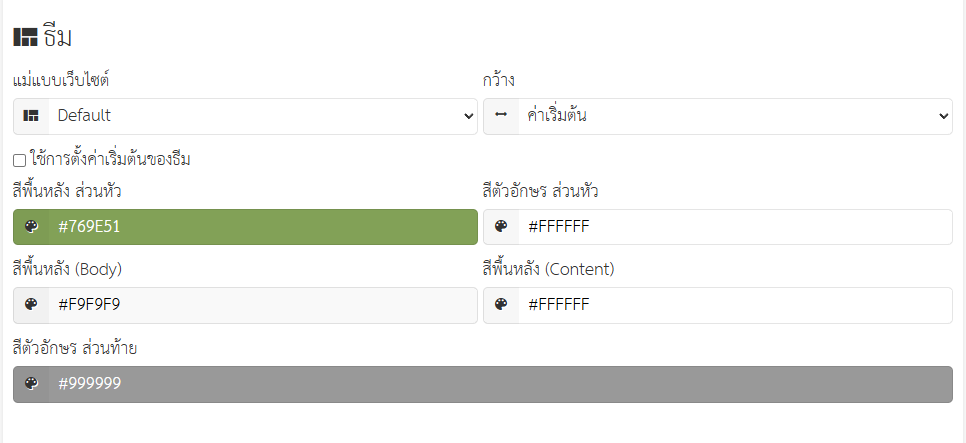 ธีม
แม่แบบเว็บไซต์ กว้าง
Default ค่าเริ่มต้น
ใช้การตั้งค่าเริ่มต้นของธีม
สีพื้นหลัง ส่วนหัว สีตัวอักษร ส่วนหัว
#769E51 #FFFFFF
สีพื้นหลัง (Body) สีพื้นหลัง (Content)
#F9F9F9 #FFFFFF
สีตัวอักษร ส่วนท้าย
#999999